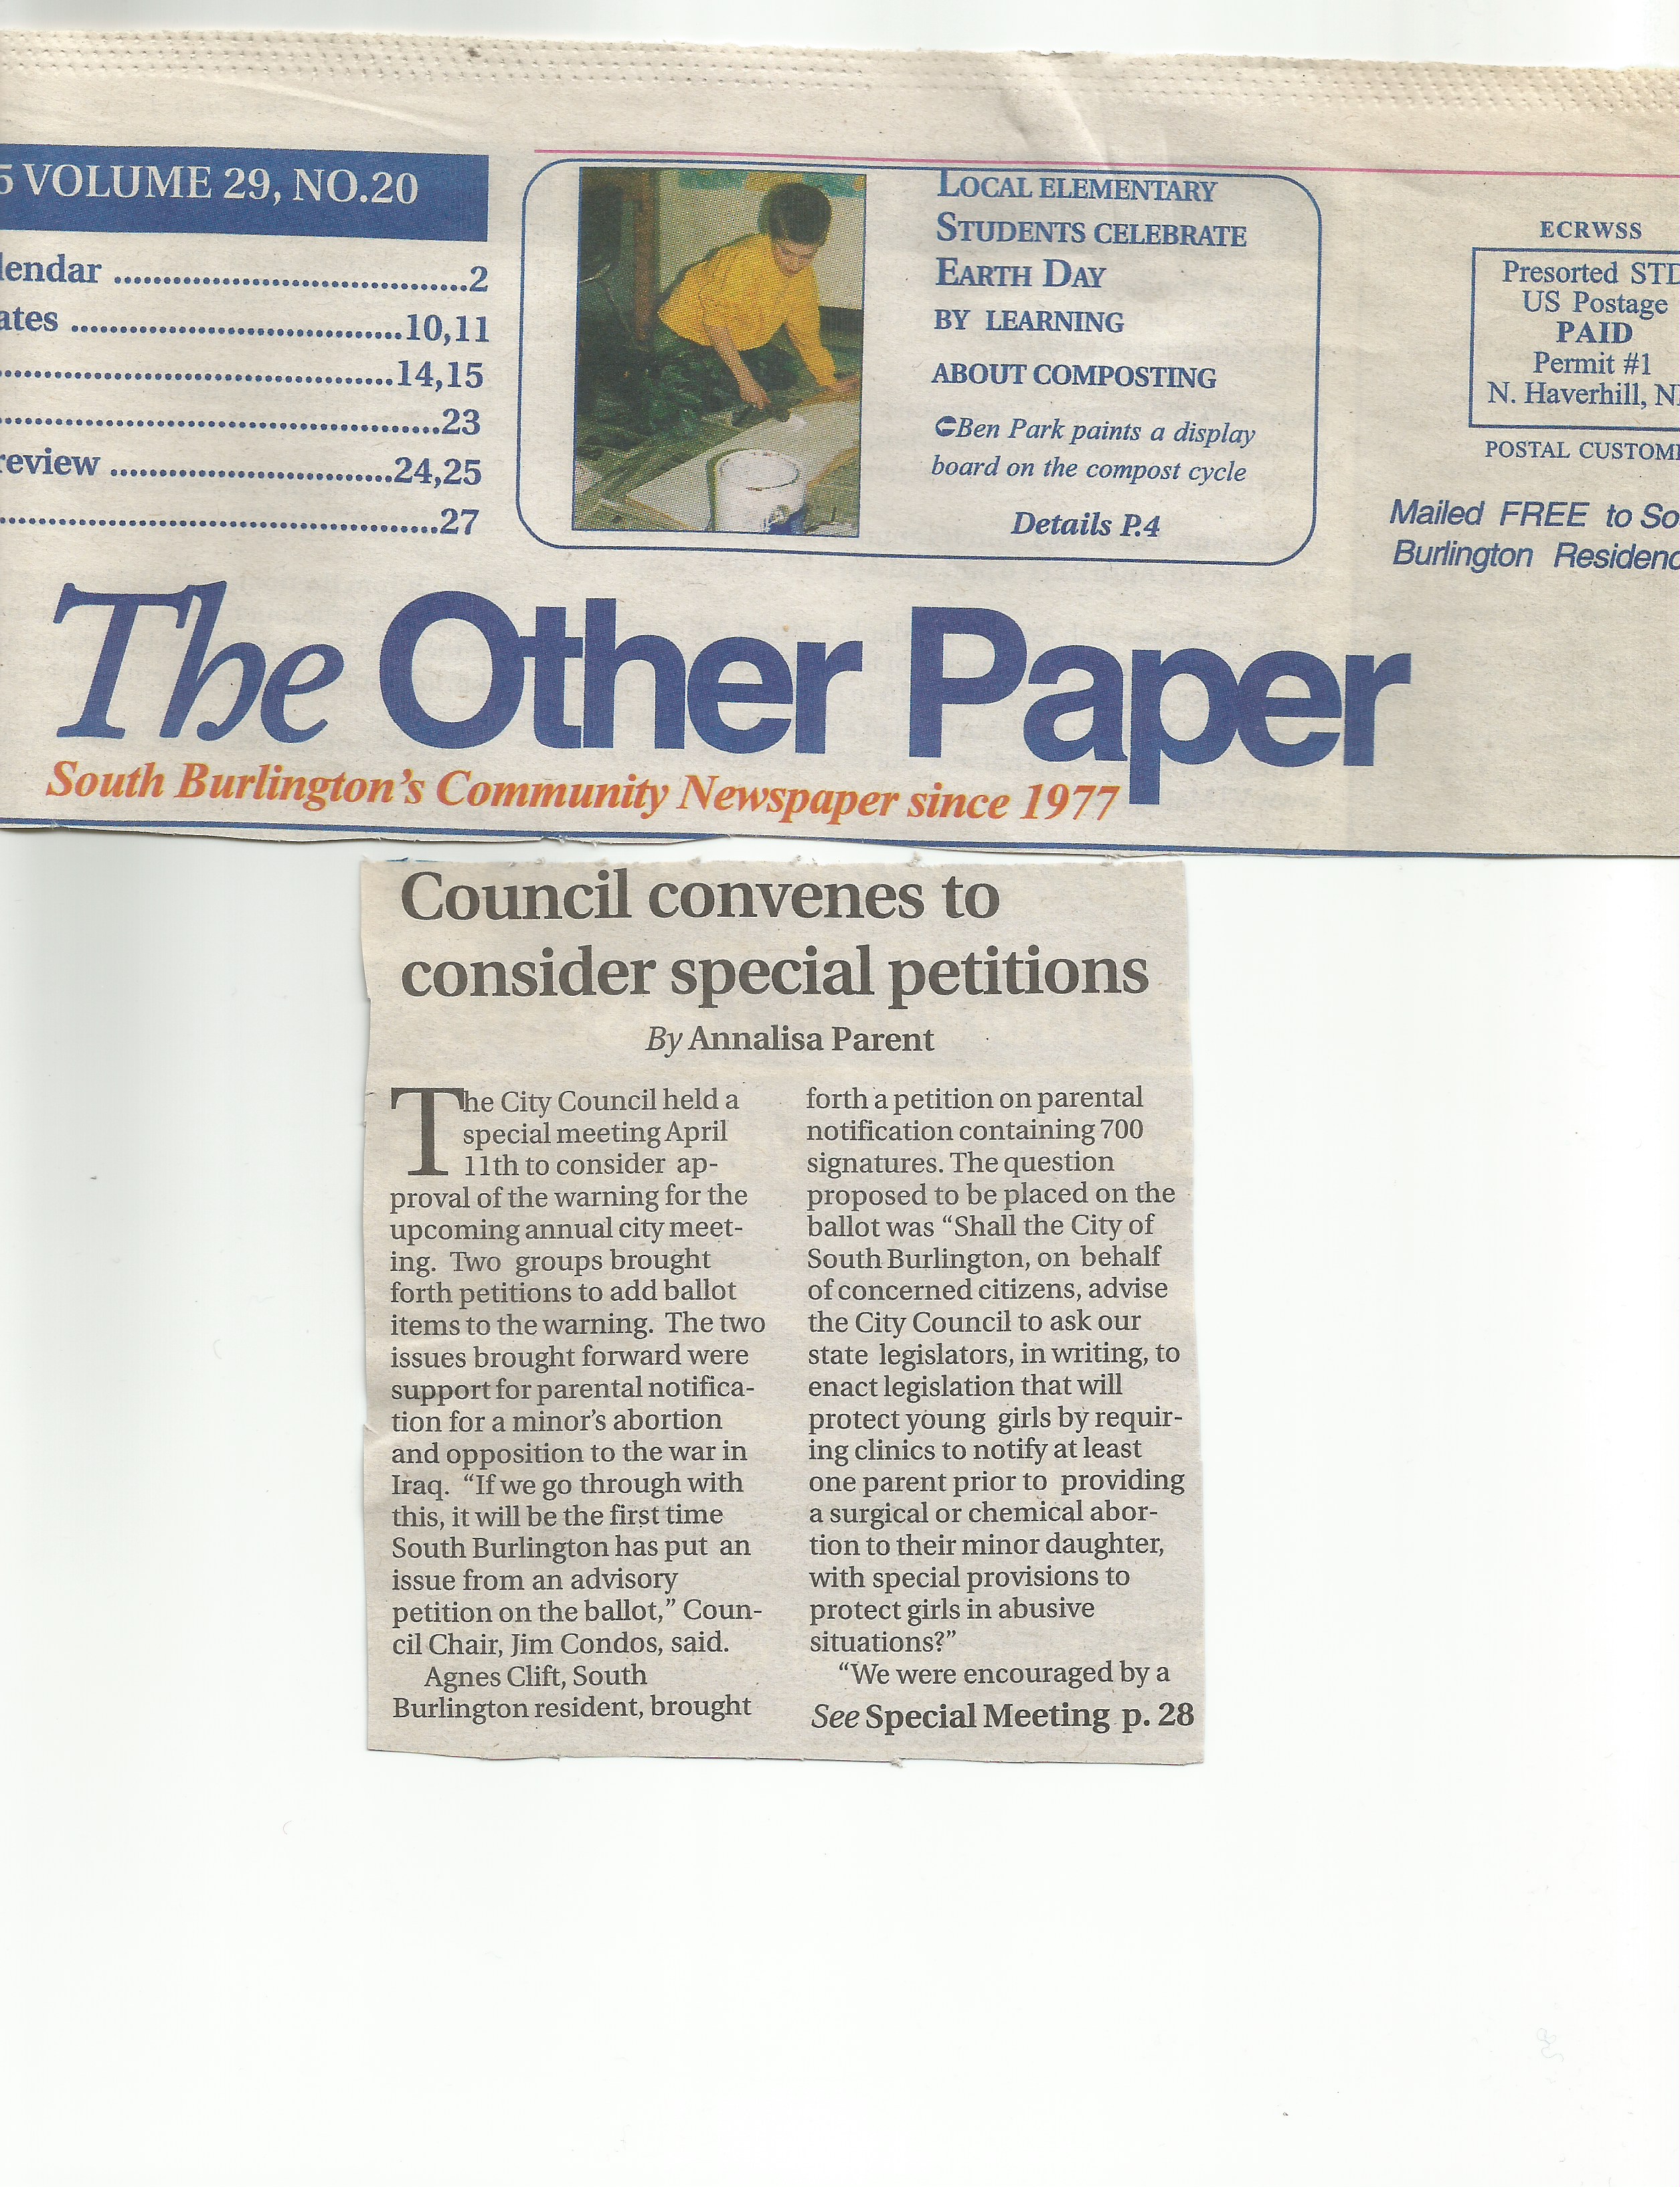 5 VOLUME 29, NO.20
lendar ......................................2
ates ...................................10,11
..........................................14,15
...............................................23
review ..............................24,25
...............................................27
LOCAL ELEMENTARY
STUDENTS CELEBRATE
EARTH DAY
BY LEARNING
ABOUT COMPOSTING
Ben Park paints a display
board on the compost cycle
Details P.4
ECRWSS
Presorted STD
US Postage
PAID
Permit #1
N. Haverhill, N
POSTAL CUSTOM
Mailed FREE to So
Burlington Residenc
The Other Paper
South Burlington's Community Newspaper since 1977
Council convenes to
consider special petitions
By Annalisa Parent
The City Council held a
special meeting April
11th to consider ap-
proval of the warning for the
upcoming annual city meet-
ing. Two groups brought
forth petitions to add ballot
items to the warning. The two
issues brought forward were
support for parental notifica-
tion for a minor's abortion
and opposition to the war in
Iraq. “If we go through with
this, it will be the first time
South Burlington has put an
issue from an advisory
petition on the ballot,” Coun-
cil Chair, Jim Condos, said.
Agnes Clift, South
Burlington resident, brought
forth a petition on parental
notification containing 700
signatures. The question
proposed to be placed on the
ballot was “Shall the City of
South Burlington, on behalf
of concerned citizens, advise
the City Council to ask our
state legislators, in writing, to
enact legislation that will
protect young girls by requir-
ing clinics to notify at least
one parent prior to providing
a surgical or chemical abor-
tion to their minor daughter,
with special provisions to
protect girls in abusive
situations?”
“We were encouraged by a
See Special Meeting p. 28